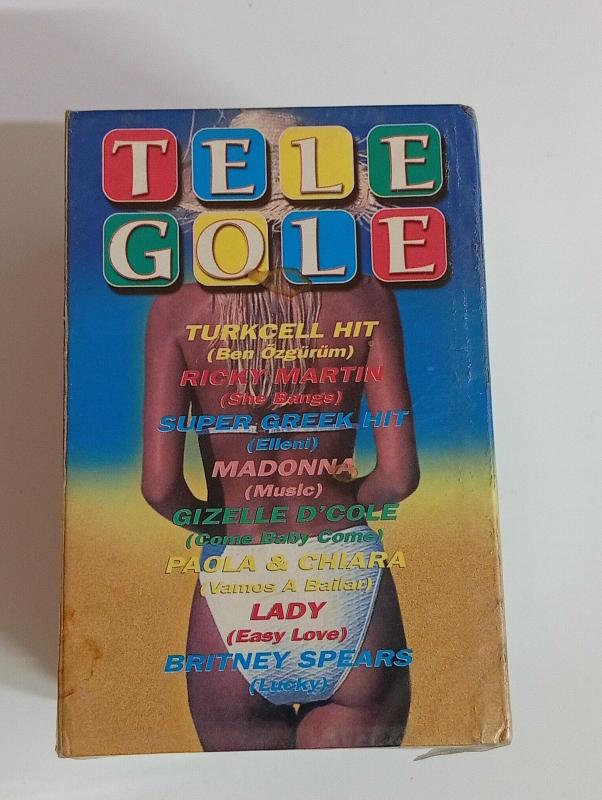 TELE
GOLE
TURKCELL HIT
(Ben Özgürüm)
RICKY MARTIN
(She Bangs)
SUPER GREEK HIT
(Elleni)
MADONNA
(Music)
GIZELLE D'COLE
(Come Baby Come)
PAOLA & CHIARA
(Vamos A Bailar)
LADY
(Easy Love)
BRITNEY SPEARS
(Lucky)